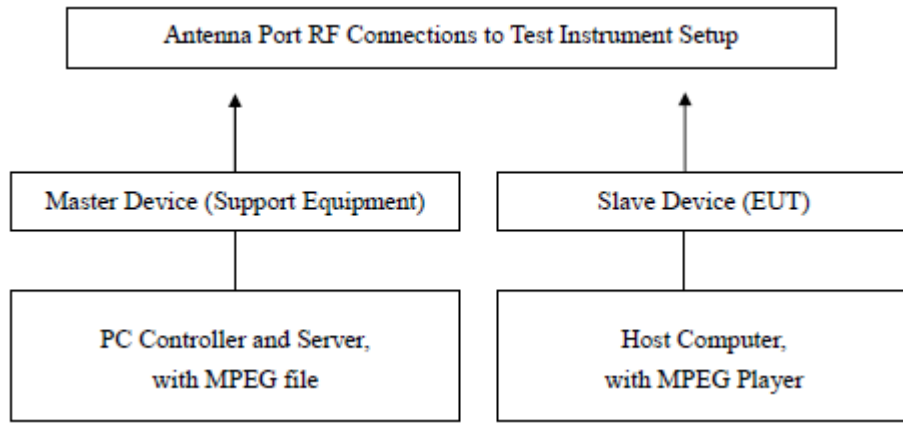 Antenna Port RF Connections to Test Instrument Setup
Master Device (Support Equipment)
Slave Device (EUT)
PC Controller and Server,
with MPEG file
Host Computer,
with MPEG Player